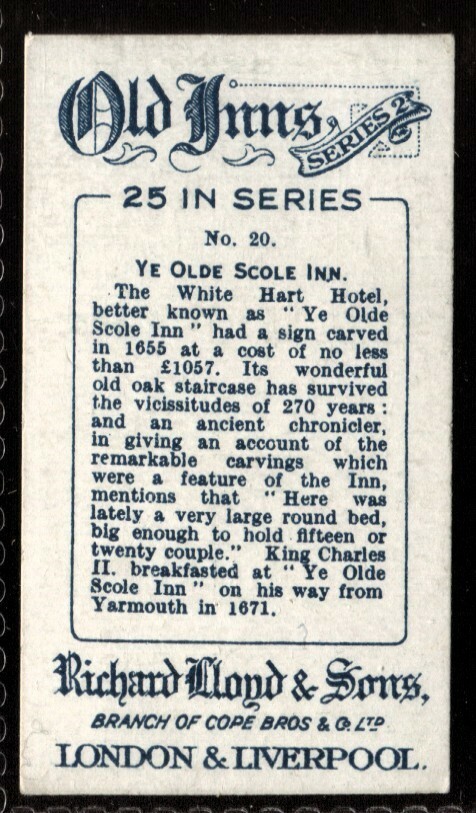 Old Inns
SERIES 2
25 IN SERIES
No. 20.
YE OLDE SCOLE INN.
The White Hart Hotel,
better known as "Ye Olde
Scole Inn" had a sign carved
in 1655 at a cost of no less
than £1057. Its wonderful
old oak staircase has survived
the vicissitudes of 270 years:
and an ancient chronicler,
in giving an account of the
remarkable carvings which
were a feature of the Inn,
mentions that "Here was
lately a very large round bed,
big enough to hold fifteen or
twenty couple." King Charles
II. breakfasted at "Ye Olde
Scole Inn" on his way from
Yarmouth in 1671.
Richard Lloyd & Sons,
BRANCH OF COPE BROS & Co. LTD.
LONDON & LIVERPOOL.